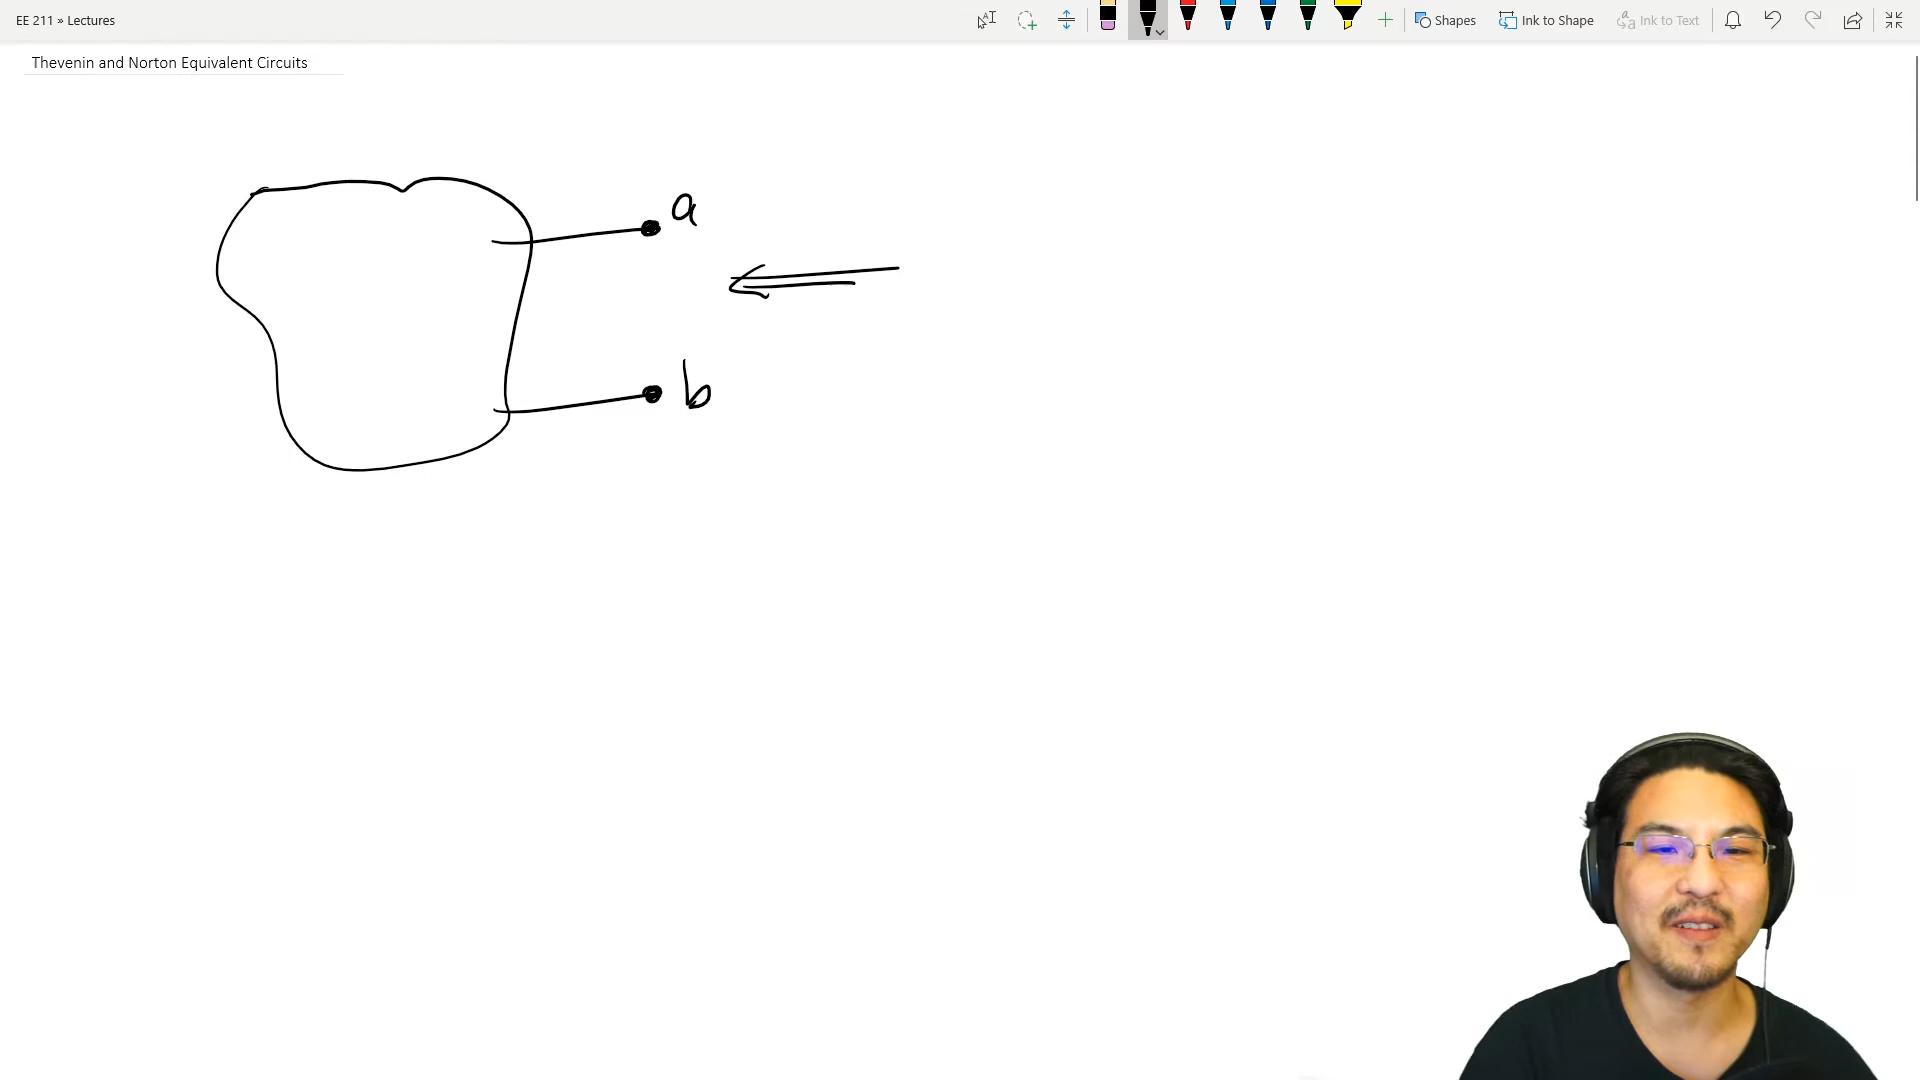 EE 211 » Lectures
Shapes
Ink to Shape
Ink to Text
Thevenin and Norton Equivalent Circuits
a
b